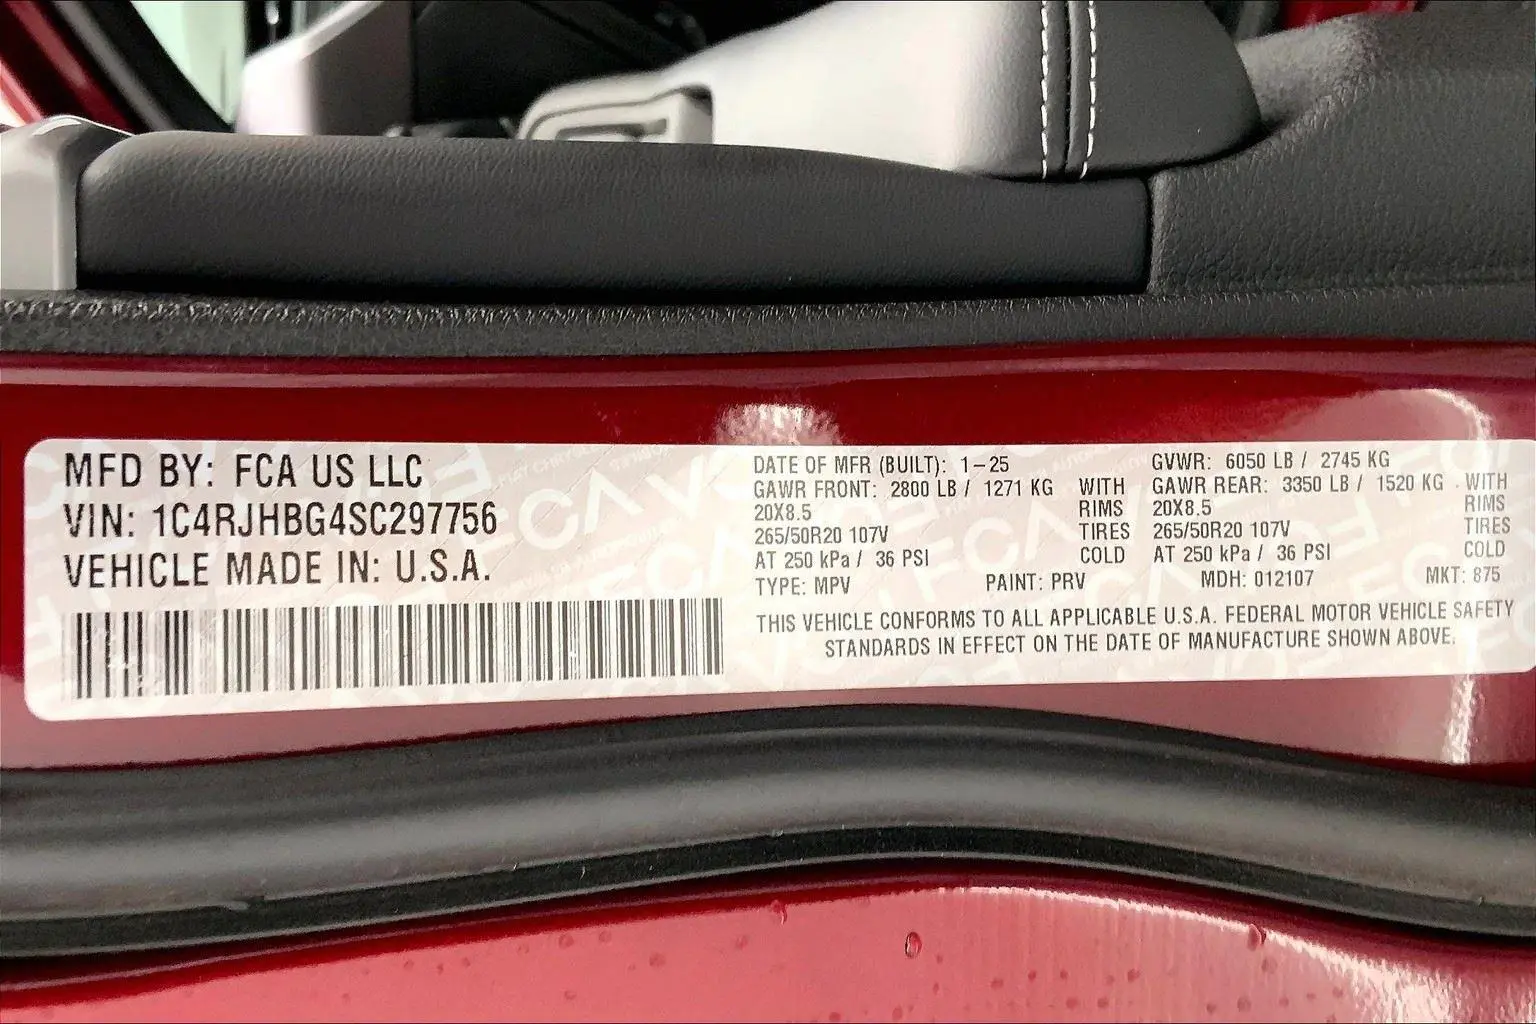 MFD BY: FCA US LLC
VIN: 1C4RJHBG4SC297756
VEHICLE MADE IN: U.S.A.
DATE OF MFR (BUILT): 1-25
GVWR: 6050 LB / 2745 KG
GAWR FRONT: 2800 LB / 1271 KG WITH
20X8.5 RIMS
265/50R20 107V TIRES
AT 250 kPa / 36 PSI COLD
GAWR REAR: 3350 LB / 1520 KG WITH
20X8.5 RIMS
265/50R20 107V TIRES
AT 250 kPa / 36 PSI COLD
TYPE: MPV PAINT: PRV MDH: 012107 MKT: 875
THIS VEHICLE CONFORMS TO ALL APPLICABLE U.S.A. FEDERAL MOTOR VEHICLE SAFETY
STANDARDS IN EFFECT ON THE DATE OF MANUFACTURE SHOWN ABOVE.